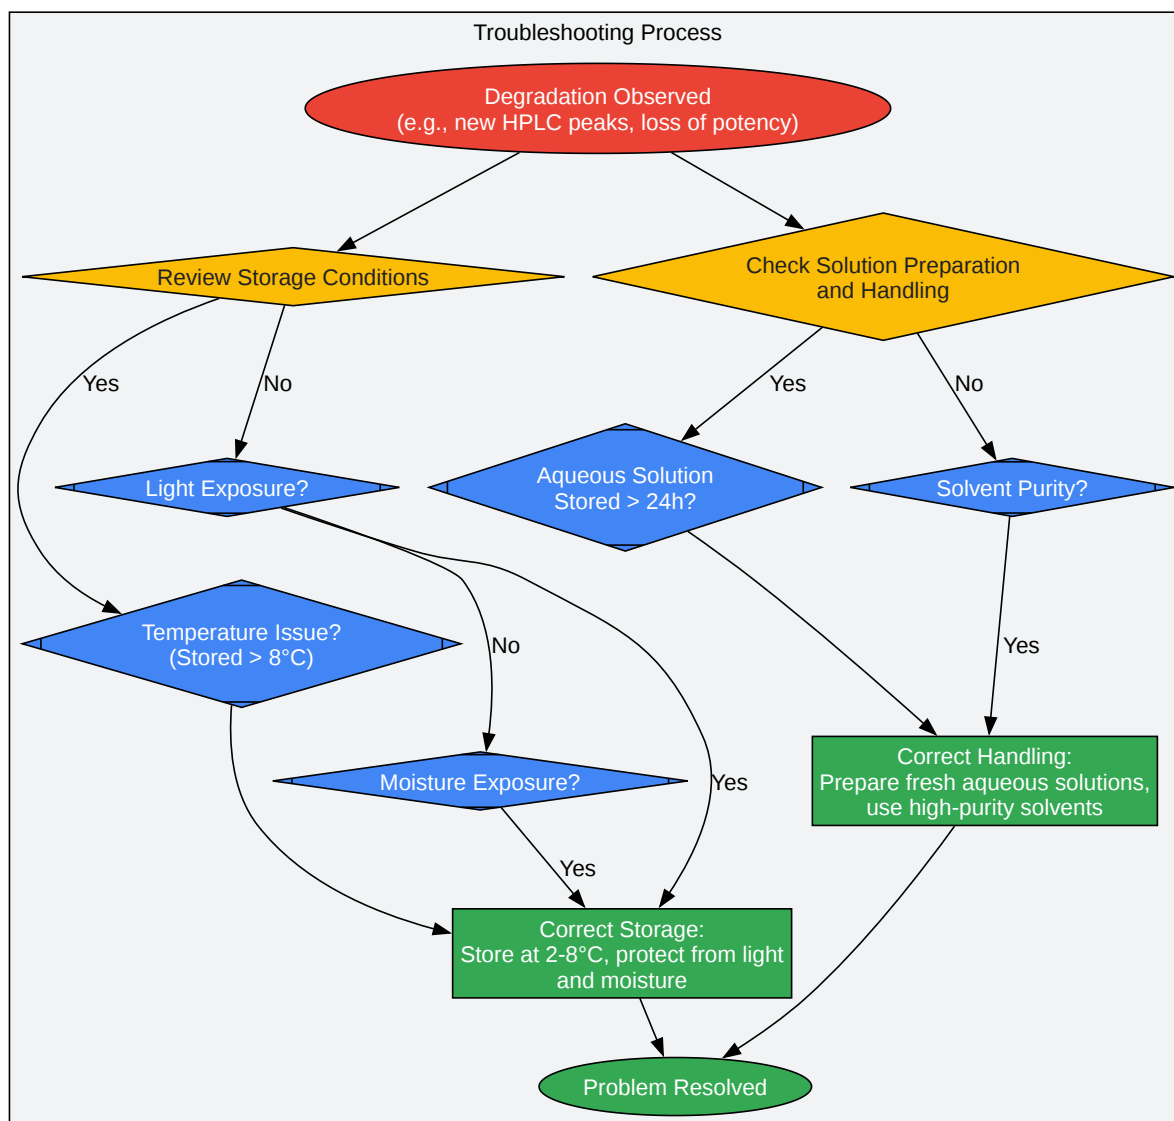 Troubleshooting Process
Degradation Observed
(e.g., new HPLC peaks, loss of potency)
Review Storage Conditions
Check Solution Preparation
and Handling
Yes
No
Yes
No
Light Exposure?
Aqueous Solution
Stored > 24h?
Solvent Purity?
Temperature Issue?
(Stored > 8°C)
No
Yes
Correct Handling:
Prepare fresh aqueous solutions,
use high-purity solvents
Moisture Exposure?
Yes
Yes
Correct Storage:
Store at 2-8°C, protect from light
and moisture
Problem Resolved